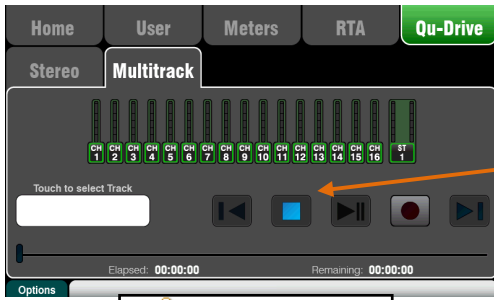 Home User Meters RTA Qu-Drive
Stereo Multitrack
CH 1 CH 2 CH 3 CH 4 CH 5 CH 6 CH 7 CH 8 CH 9 CH 10 CH 11 CH 12 CH 13 CH 14 CH 15 CH 16 ST 1
Touch to select Track
Elapsed: 00:00:00 Remaining: 00:00:00
Options